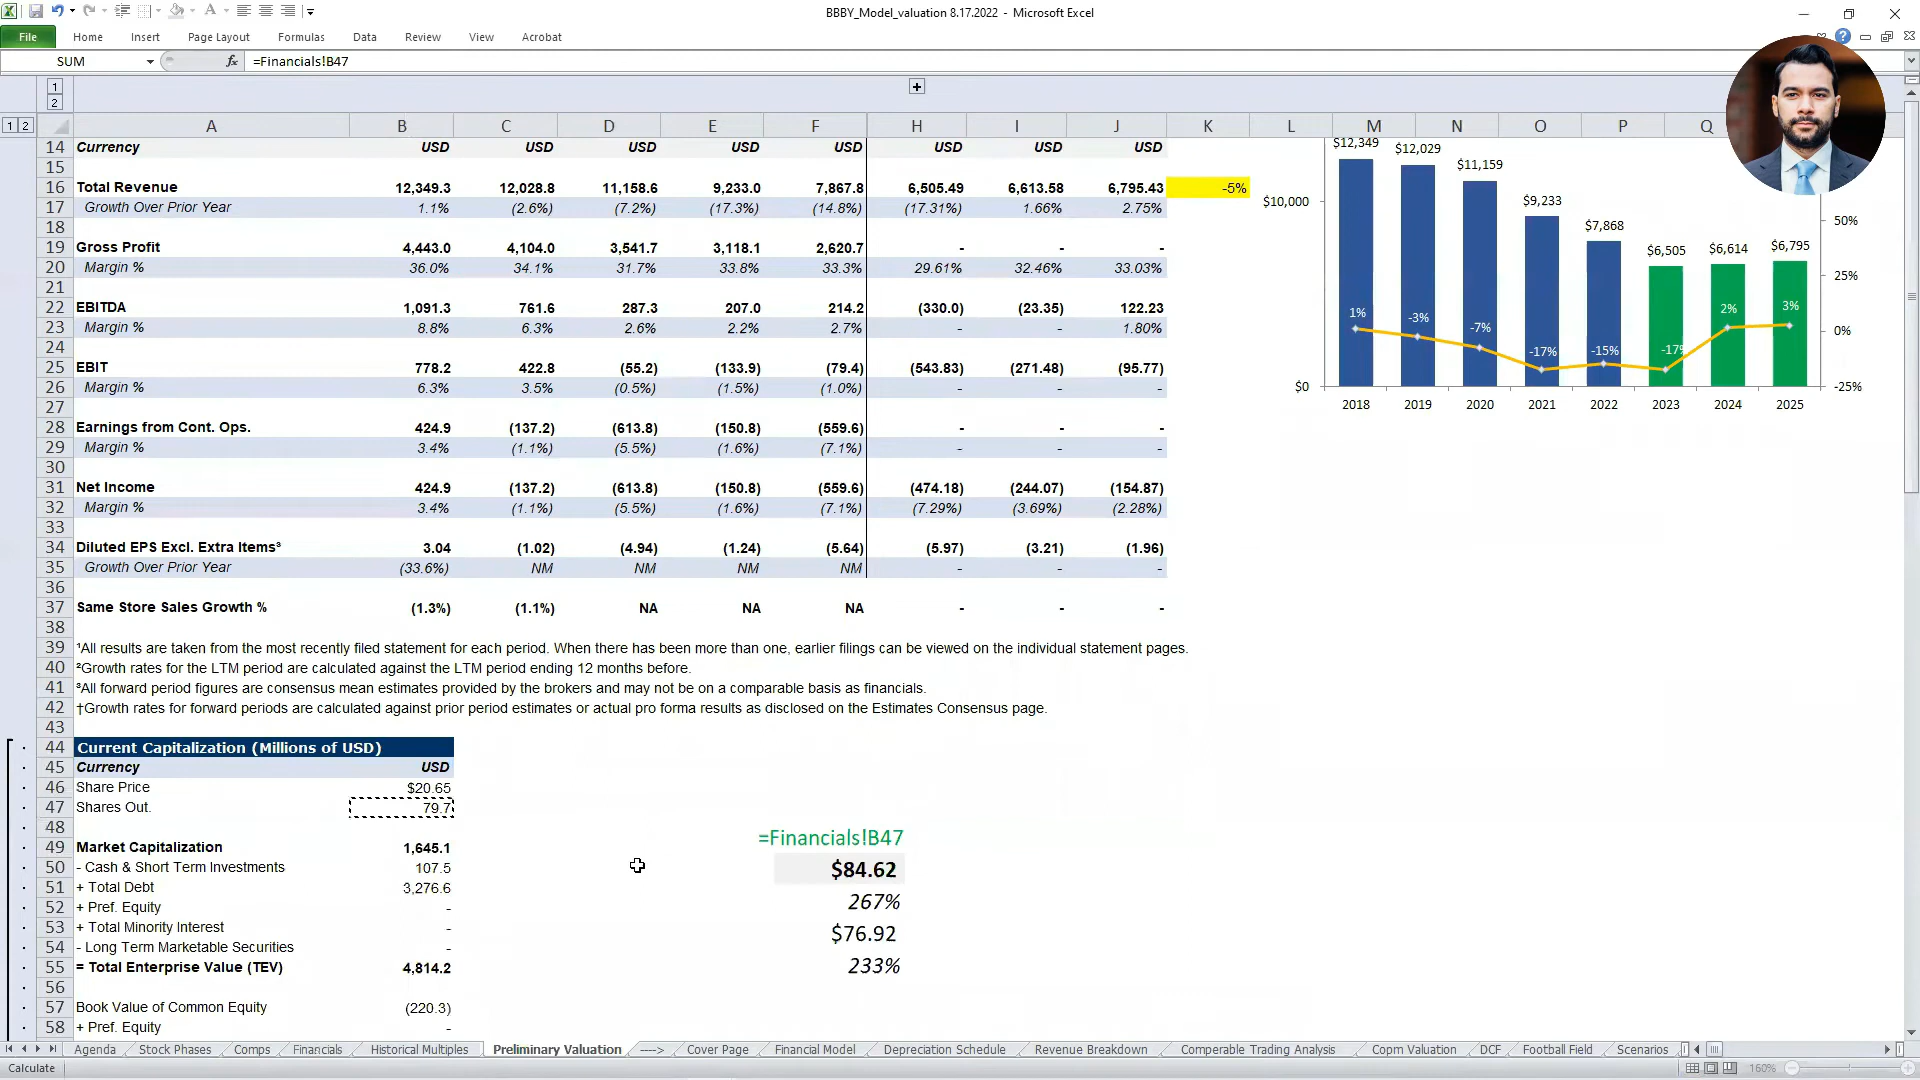 BBBY_Model_valuation 8.17.2022 - Microsoft Excel
File Home Insert Page Layout Formulas Data Review View Acrobat
SUM fx =Financials!B47
1
2
1 2 A B C D E F H I J K L M N O P Q
14 Currency USD USD USD USD USD USD USD USD
15
16 Total Revenue 12,349.3 12,028.8 11,158.6 9,233.0 7,867.8 6,505.49 6,613.58 6,795.43 -5%
17 Growth Over Prior Year 1.1% (2.6%) (7.2%) (17.3%) (14.8%) (17.31%) 1.66% 2.75%
18
19 Gross Profit 4,443.0 4,104.0 3,541.7 3,118.1 2,620.7 - - -
20 Margin % 36.0% 34.1% 31.7% 33.8% 33.3% 29.61% 32.46% 33.03%
21
22 EBITDA 1,091.3 761.6 287.3 207.0 214.2 (330.0) (23.35) 122.23
23 Margin % 8.8% 6.3% 2.6% 2.2% 2.7% - - 1.80%
24
25 EBIT 778.2 422.8 (55.2) (133.9) (79.4) (543.83) (271.48) (95.77)
26 Margin % 6.3% 3.5% (0.5%) (1.5%) (1.0%) - - -
27
28 Earnings from Cont. Ops. 424.9 (137.2) (613.8) (150.8) (559.6) - - -
29 Margin % 3.4% (1.1%) (5.5%) (1.6%) (7.1%) - - -
30
31 Net Income 424.9 (137.2) (613.8) (150.8) (559.6) (474.18) (244.07) (154.87)
32 Margin % 3.4% (1.1%) (5.5%) (1.6%) (7.1%) (7.29%) (3.69%) (2.28%)
33
34 Diluted EPS Excl. Extra Items³ 3.04 (1.02) (4.94) (1.24) (5.64) (5.97) (3.21) (1.96)
35 Growth Over Prior Year (33.6%) NM NM NM NM - - -
36
37 Same Store Sales Growth % (1.3%) (1.1%) NA NA NA - - -
38
39 ¹All results are taken from the most recently filed statement for each period. When there has been more than one, earlier filings can be viewed on the individual statement pages.
40 ²Growth rates for the LTM period are calculated against the LTM period ending 12 months before.
41 ³All forward period figures are consensus mean estimates provided by the brokers and may not be on a comparable basis as financials.
42 †Growth rates for forward periods are calculated against prior period estimates or actual pro forma results as disclosed on the Estimates Consensus page.
43
44 Current Capitalization (Millions of USD)
45 Currency USD
46 Share Price $20.65
47 Shares Out. 79.7
48
49 Market Capitalization 1,645.1
50 - Cash & Short Term Investments 107.5
51 + Total Debt 3,276.6
52 + Pref. Equity -
53 + Total Minority Interest -
54 - Long Term Marketable Securities -
55 = Total Enterprise Value (TEV) 4,814.2
56
57 Book Value of Common Equity (220.3)
58 + Pref. Equity -
=Financials!B47
$84.62
267%
$76.92
233%
$12,349 $12,029 $11,159 $9,233 $7,868 $6,505 $6,614 $6,795
$10,000
$0
50%
25%
0%
-25%
1% -3% -7% -17% -15% -17% 2% 3%
2018 2019 2020 2021 2022 2023 2024 2025
Agenda Stock Phases Comps Financials Historical Multiples Preliminary Valuation ----> Cover Page Financial Model Depreciation Schedule Revenue Breakdown Comperable Trading Analysis Copm Valuation DCF Football Field Scenarios
Calculate 160%